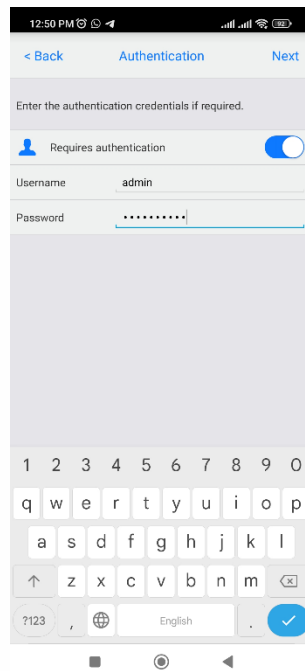 12:50 PM
92
< Back Authentication Next
Enter the authentication credentials if required.
Requires authentication
Username admin
Password ••••••••••
1 2 3 4 5 6 7 8 9 0
q w e r t y u i o p
a s d f g h j k l
z x c v b n m
?123 , English .